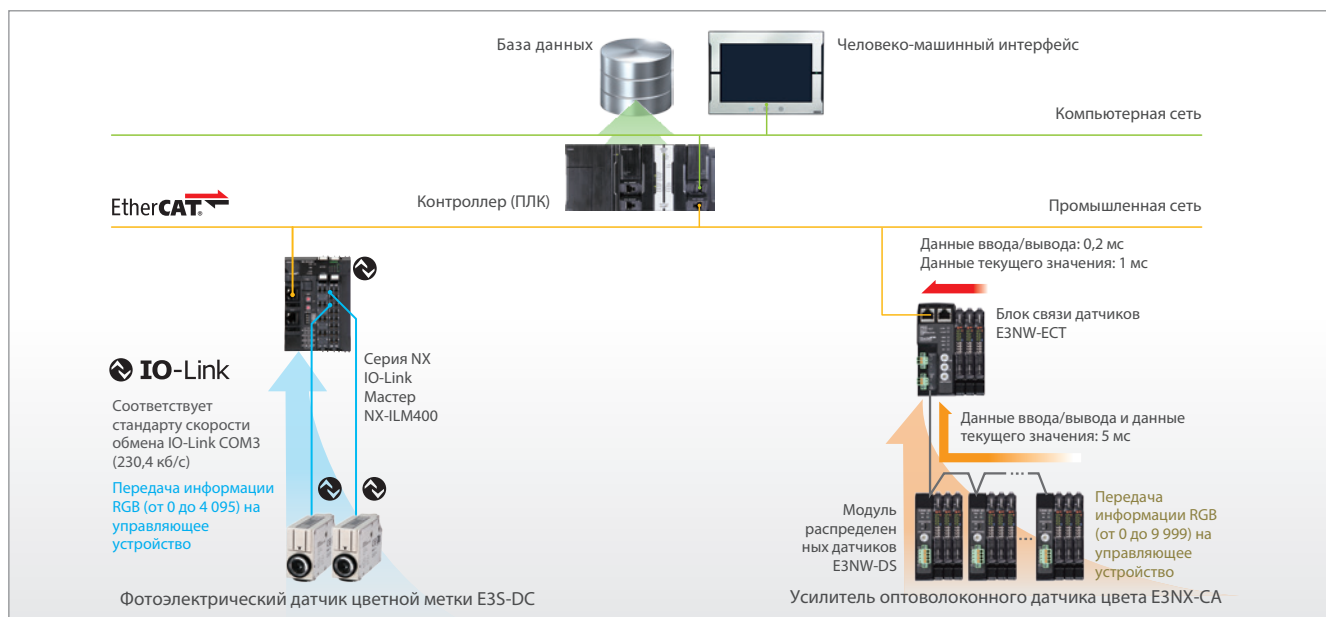 База данных
Человеко-машинный интерфейс
Компьютерная сеть
EtherCAT®
Контроллер (ПЛК)
Промышленная сеть
Данные ввода/вывода: 0,2 мс
Данные текущего значения: 1 мс
Блок связи датчиков
E3NW-ECT
IO-Link
Серия NX
IO-Link
Мастер
NX-ILM400
Соответствует
стандарту скорости
обмена IO-Link COM3
(230,4 кб/с)
Передача информации
RGB (от 0 до 4 095) на
управляющее
устройство
Данные ввода/вывода и данные
текущего значения: 5 мс
Модуль
распределен
ных датчиков
E3NW-DS
Передача
информации RGB
(от 0 до 9 999) на
управляющее
устройство
Фотоэлектрический датчик цветной метки E3S-DC
Усилитель оптоволоконного датчика цвета E3NX-CA